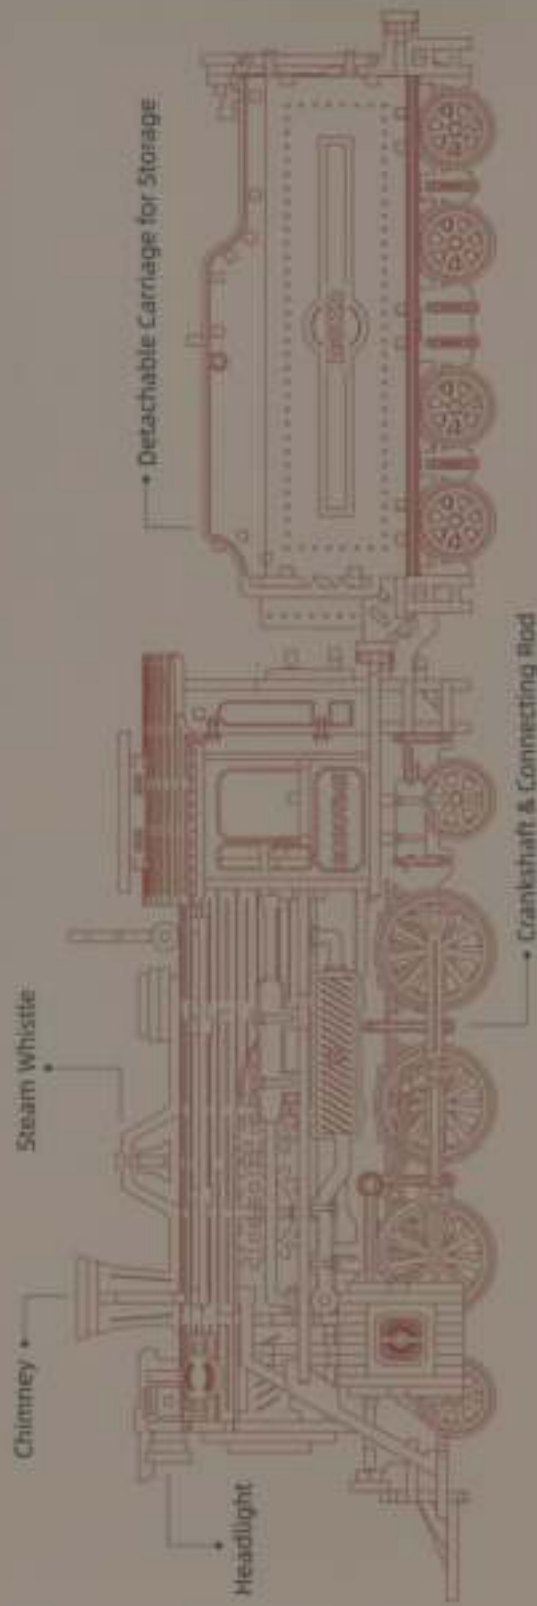 Headlight
Chimney
Steam Whistle
Detachable Carriage for Storage
Crankshaft & Connecting Rod